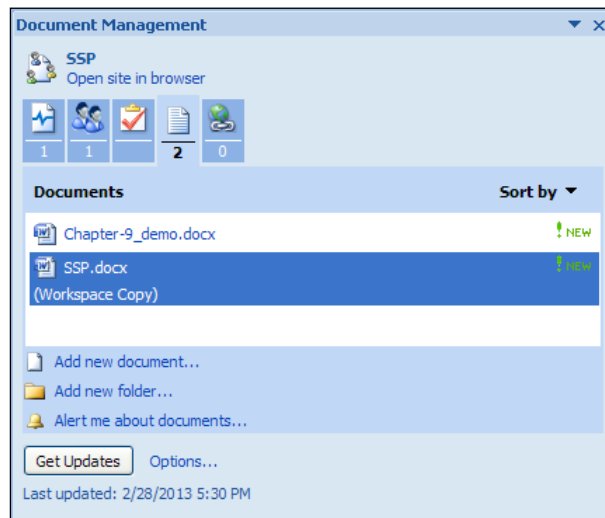 Document Management
SSP
Open site in browser
1 1 2 0
Documents Sort by
Chapter-9_demo.docx NEW
SSP.docx NEW
(Workspace Copy)
Add new document...
Add new folder...
Alert me about documents...
Get Updates Options...
Last updated: 2/28/2013 5:30 PM